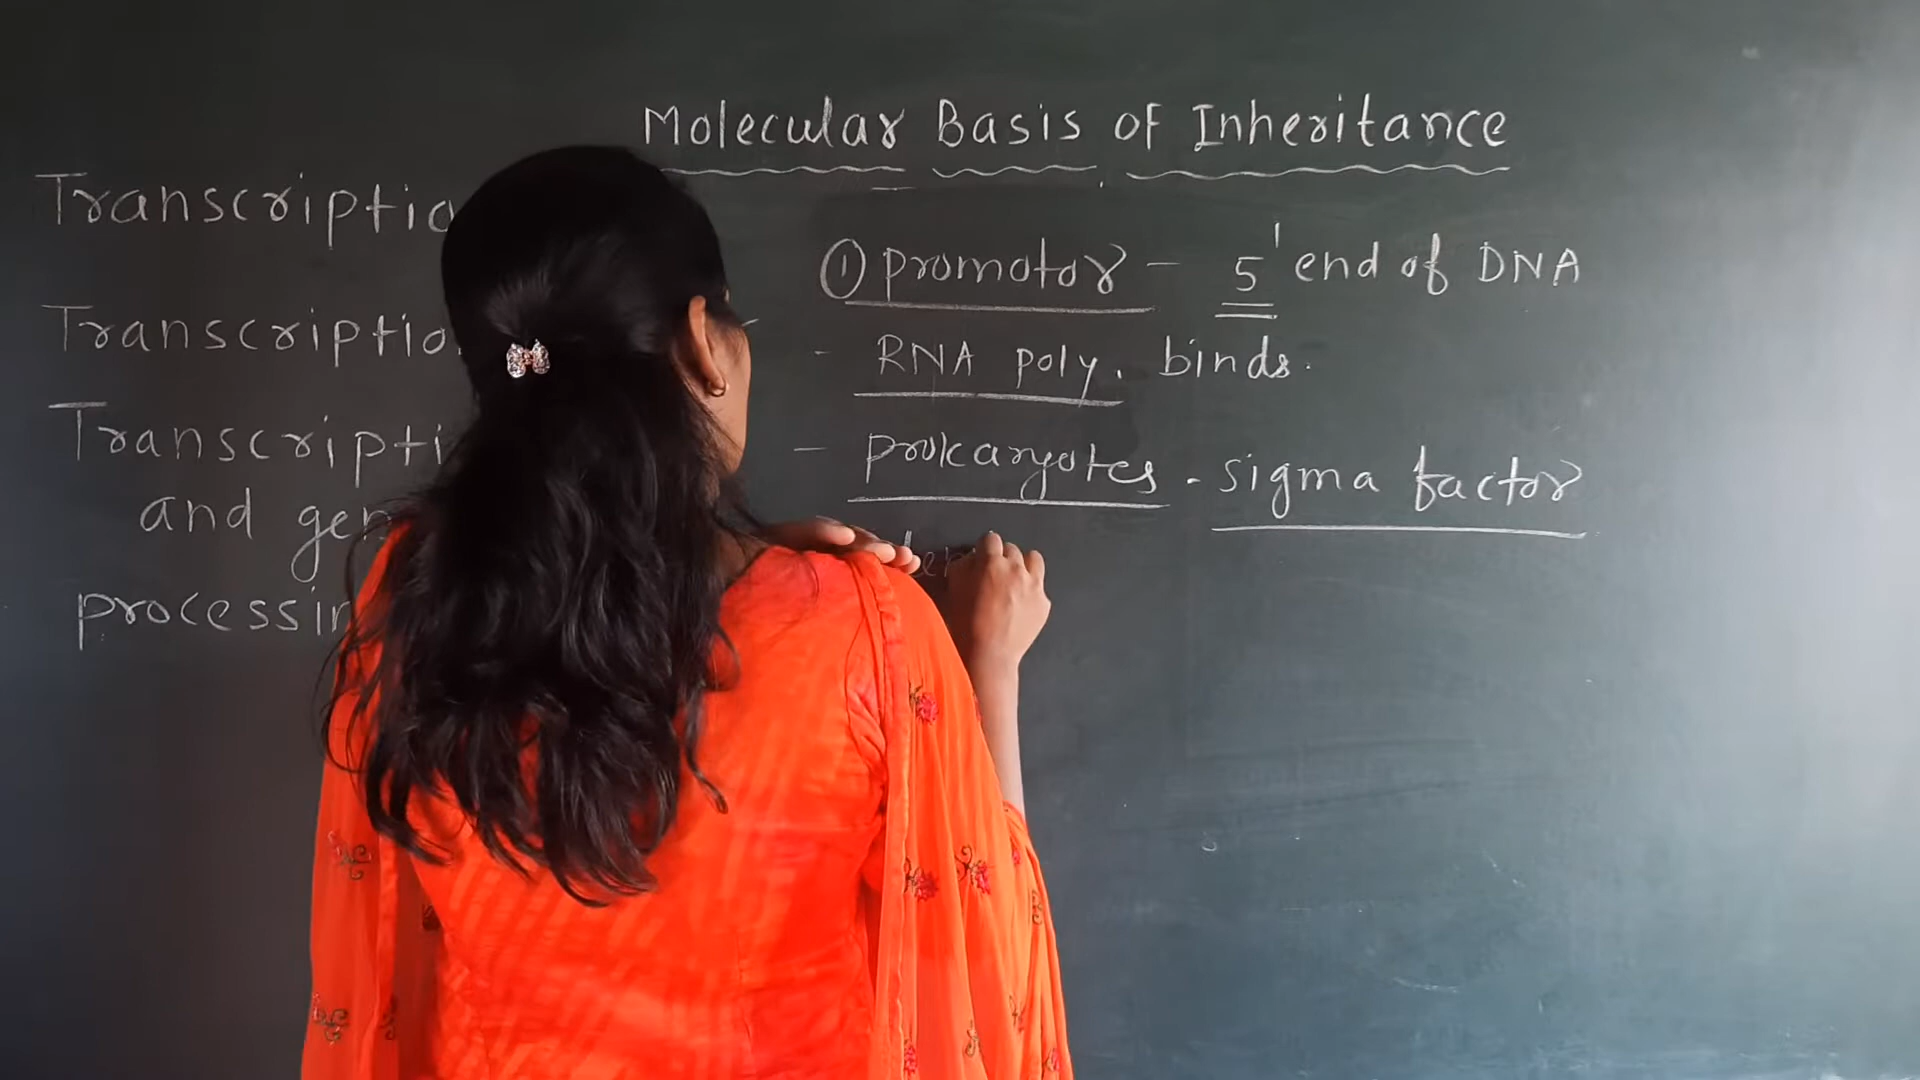 Molecular Basis of Inheritance
Transcriptio
Transcriptio
Transcripti
and gen
processin
① promotor - 5' end of DNA
- RNA poly. binds.
- prokaryotes - sigma factor